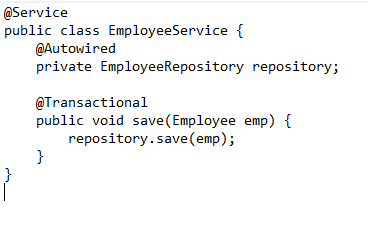 @Service
public class EmployeeService {
    @Autowired
    private EmployeeRepository repository;

    @Transactional
    public void save(Employee emp) {
        repository.save(emp);
    }
}